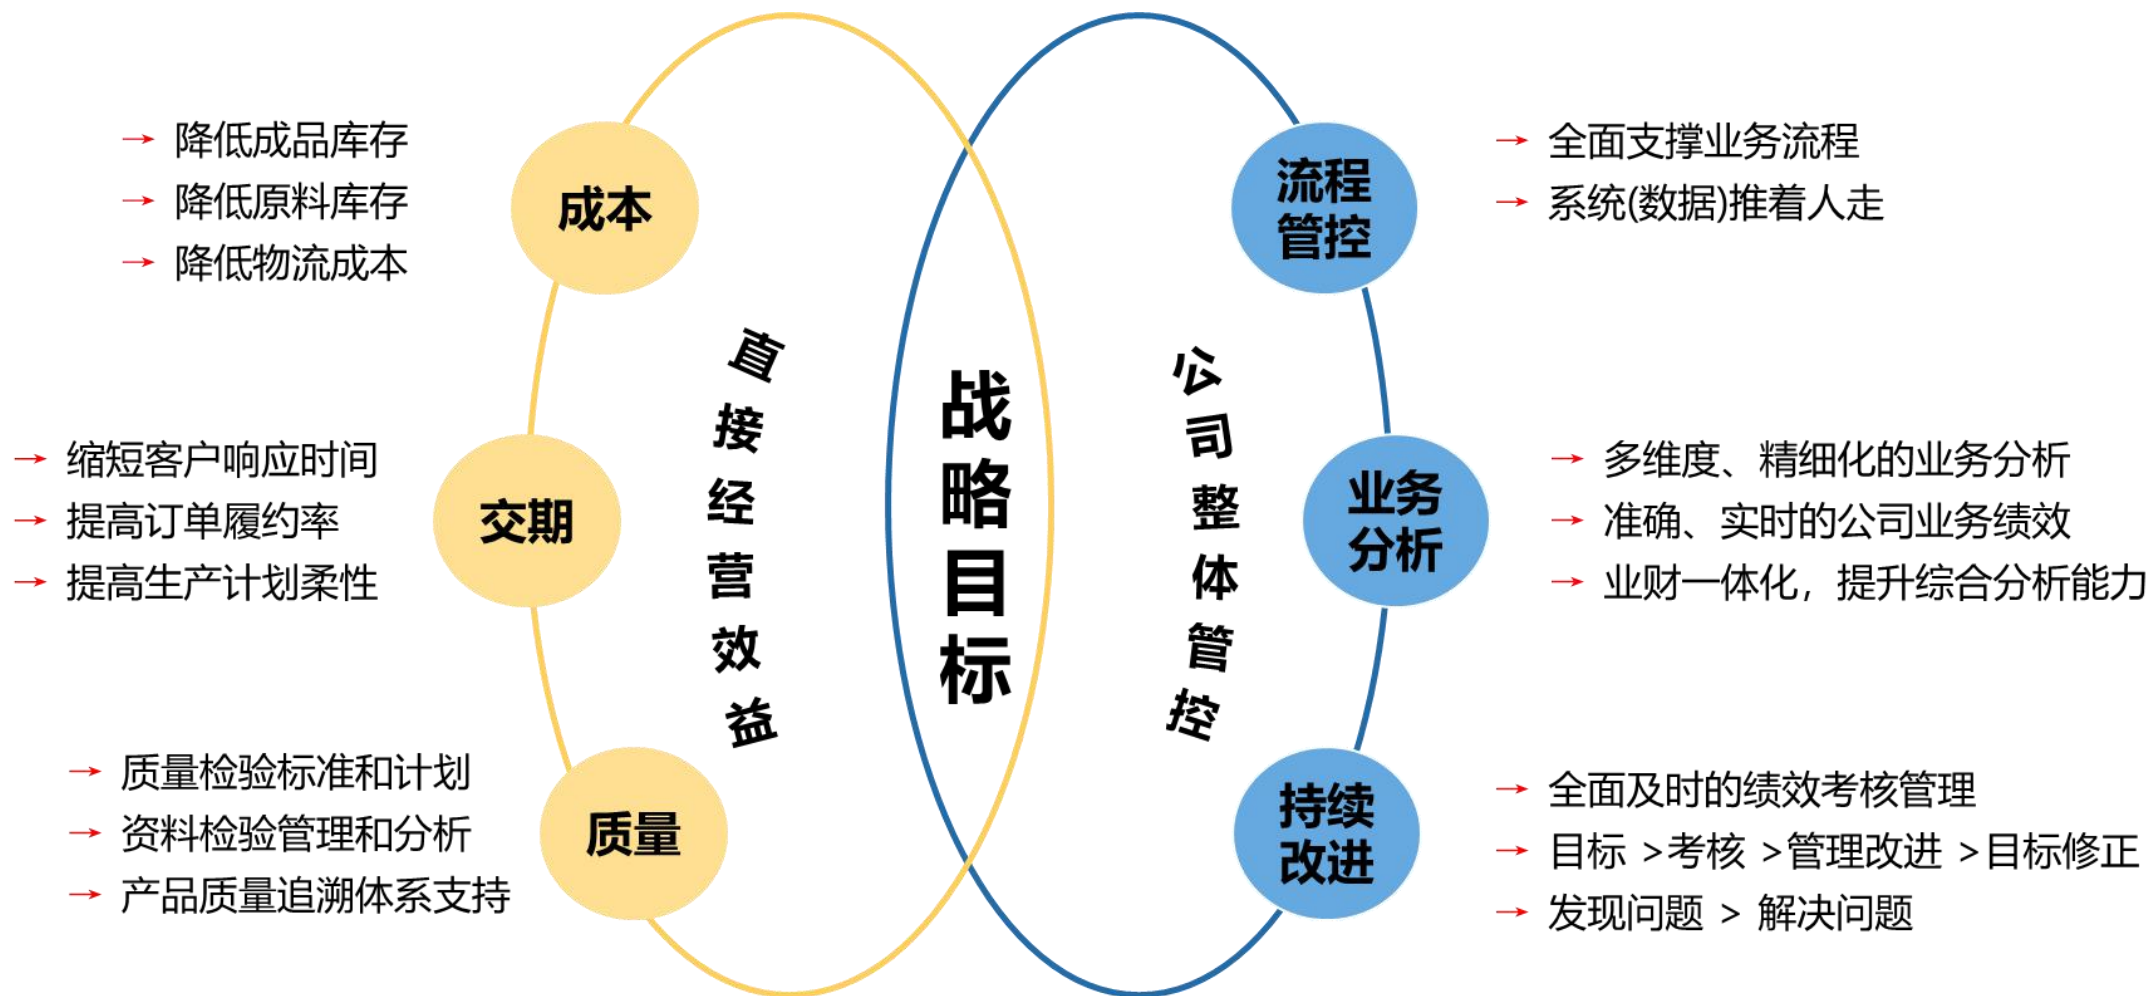 降低成品库存
降低原料库存
降低物流成本
成本
缩短客户响应时间
提高订单履约率
提高生产计划柔性
交期
质量检验标准和计划
资料检验管理和分析
产品质量追溯体系支持
质量
直接经营效益
战略目标
公司整体管控
流程
管控
全面支撑业务流程
系统(数据)推着人走
业务
分析
多维度、精细化的业务分析
准确、实时的公司业务绩效
业财一体化，提升综合分析能力
持续
改进
全面及时的绩效考核管理
目标 >考核 >管理改进 >目标修正
发现问题 > 解决问题